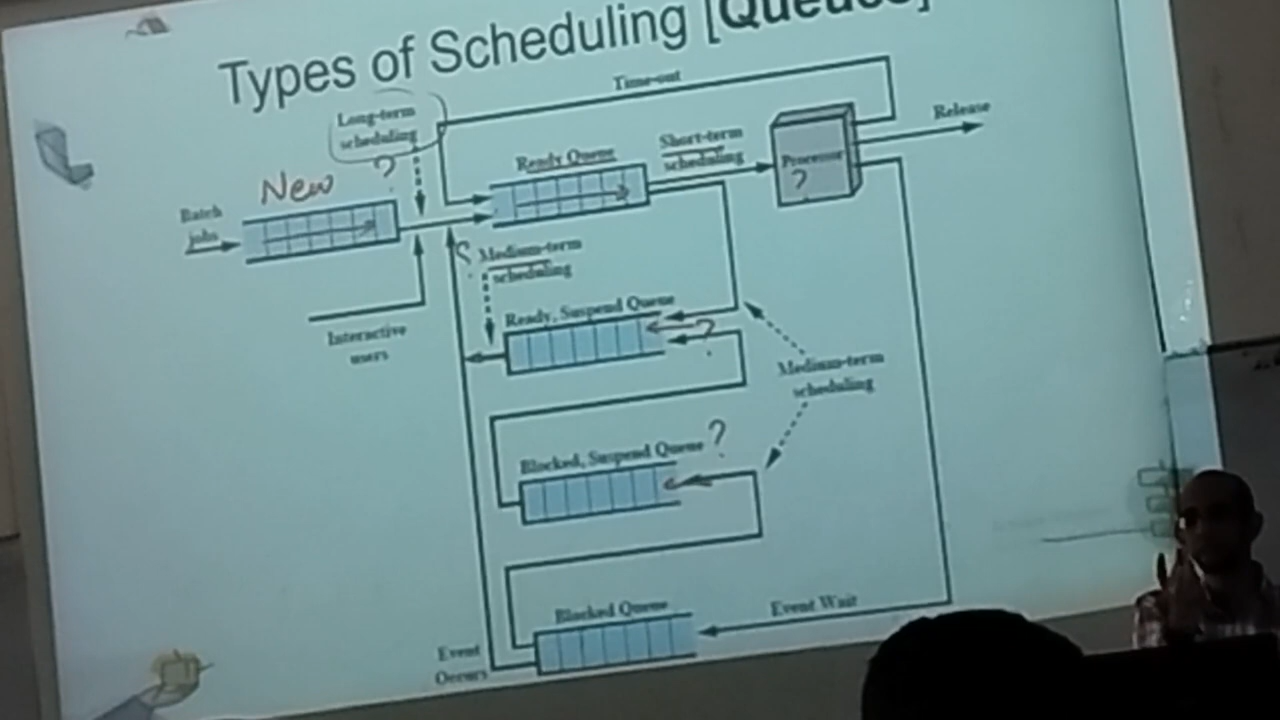 Types of Scheduling [Queues]
Time-out
Long-term
scheduling
Release
Short-term
scheduling
Ready Queue
Processor
?
?
New
Batch
jobs
Medium-term
scheduling
Interactive
users
Ready, Suspend Queue
?
Medium-term
scheduling
Blocked, Suspend Queue
?
Blocked Queue
Event Wait
Event
Occurs